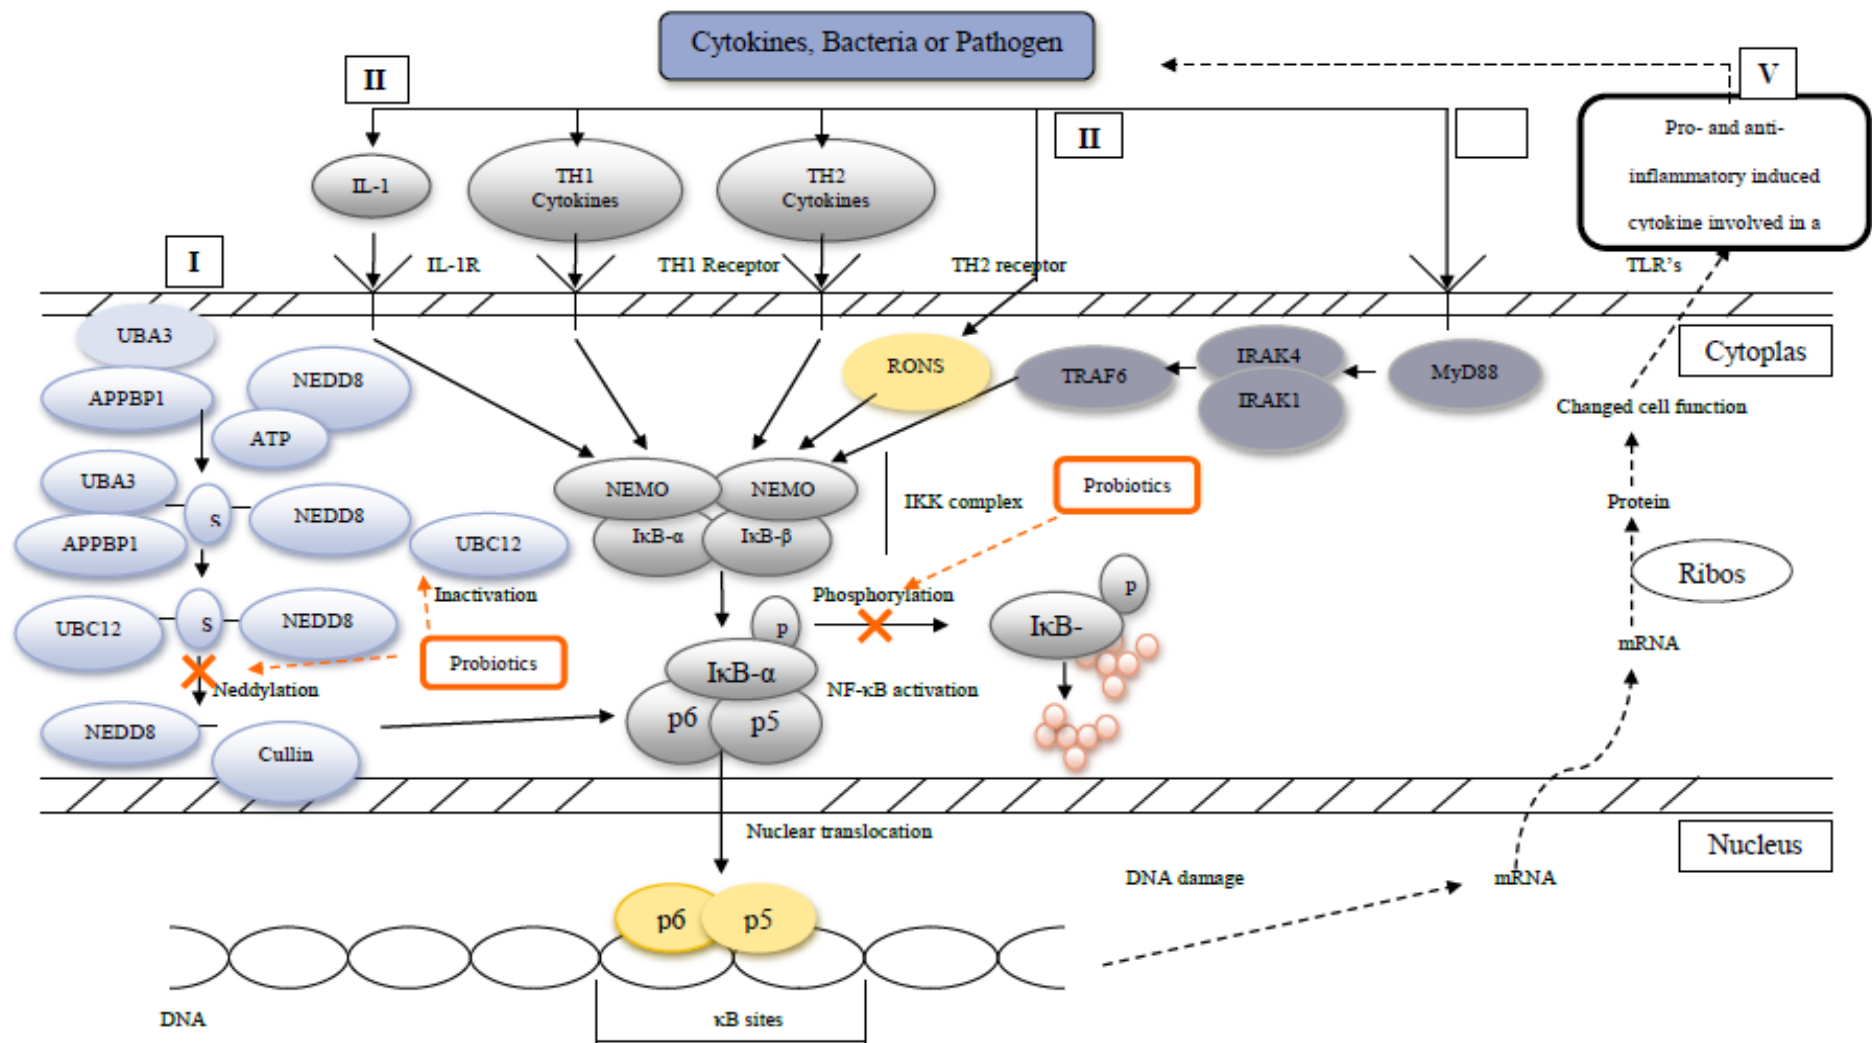 Cytokines, Bacteria or Pathogen
II
V
II
Pro- and anti-
inflammatory induced
cytokine involved in a
IL-1
TH1
Cytokines
TH2
Cytokines
I
IL-1R
TH1 Receptor
TH2 receptor
TLR's
UBA3
APPBP1
NEDD8
ATP
RONS
TRAF6
IRAK4
IRAK1
MyD88
Cytoplas
Changed cell function
UBA3
APPBP1
S
NEDD8
UBC12
Inactivation
NEMO
NEMO
IκB-α
IκB-β
IKK complex
Probiotics
Protein
Ribos
mRNA
Phosphorylation
P
IκB-
UBC12
S
NEDD8
Probiotics
Neddylation
P
IκB-α
p6
p5
NF-κB activation
NEDD8
Cullin
Nuclear translocation
Nucleus
DNA damage
mRNA
p6
p5
DNA
κB sites